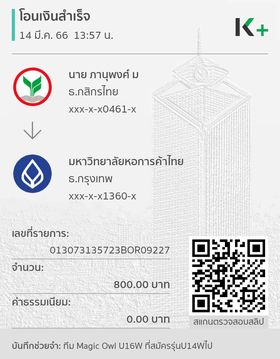 โอนเงินสำเร็จ
14 มี.ค. 66  13:57 น.
K+
นาย ภานุพงศ์ ม
ธ.กสิกรไทย
xxx-x-x0461-x
มหาวิทยาลัยหอการค้าไทย
ธ.กรุงเทพ
xxx-x-x1360-x
เลขที่รายการ:
013073135723BOR09227
จำนวน:
800.00 บาท
ค่าธรรมเนียม:
0.00 บาท
สแกนตรวจสอบสลิป
บันทึกช่วยจำ: ทีม Magic Owl U16W ที่สมัครรุ่นU14Wไป